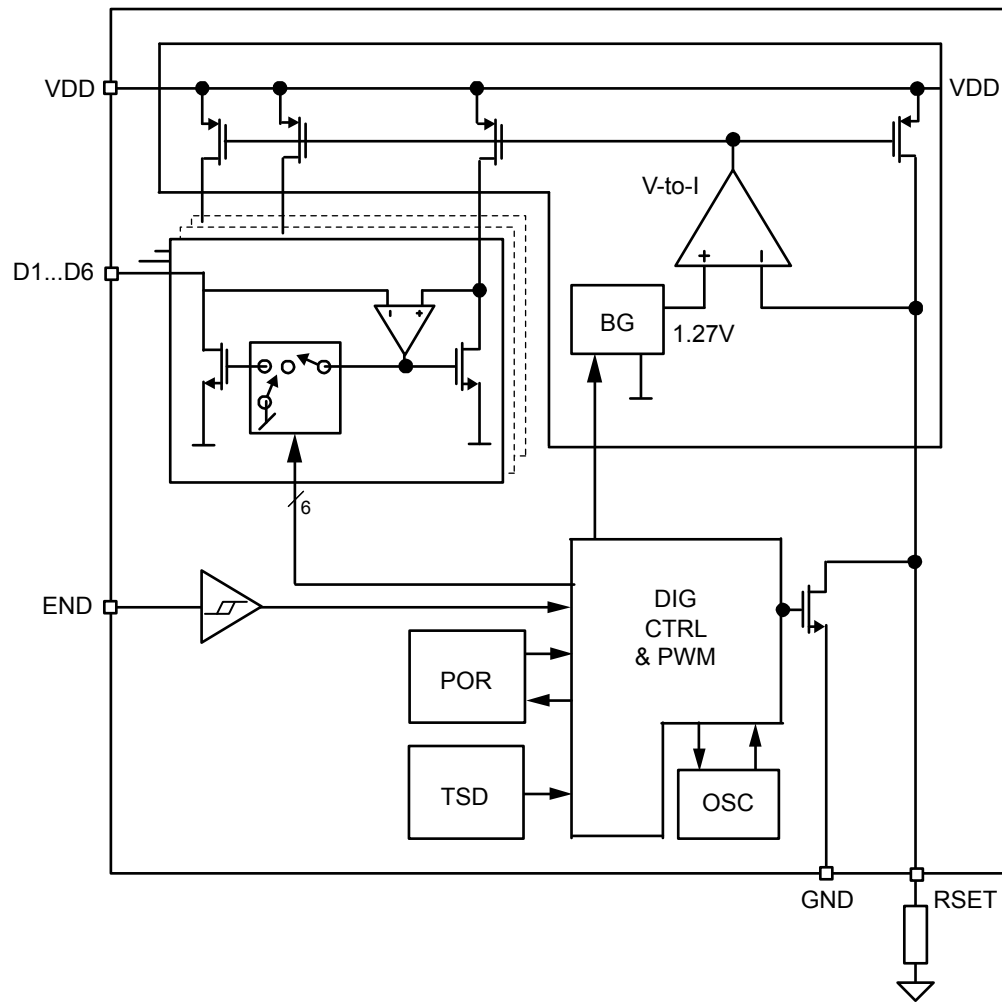 VDD
VDD
V-to-I
+
–
D1...D6
BG
1.27V
–
+
6
END
DIG
CTRL
& PWM
POR
TSD
OSC
GND
RSET